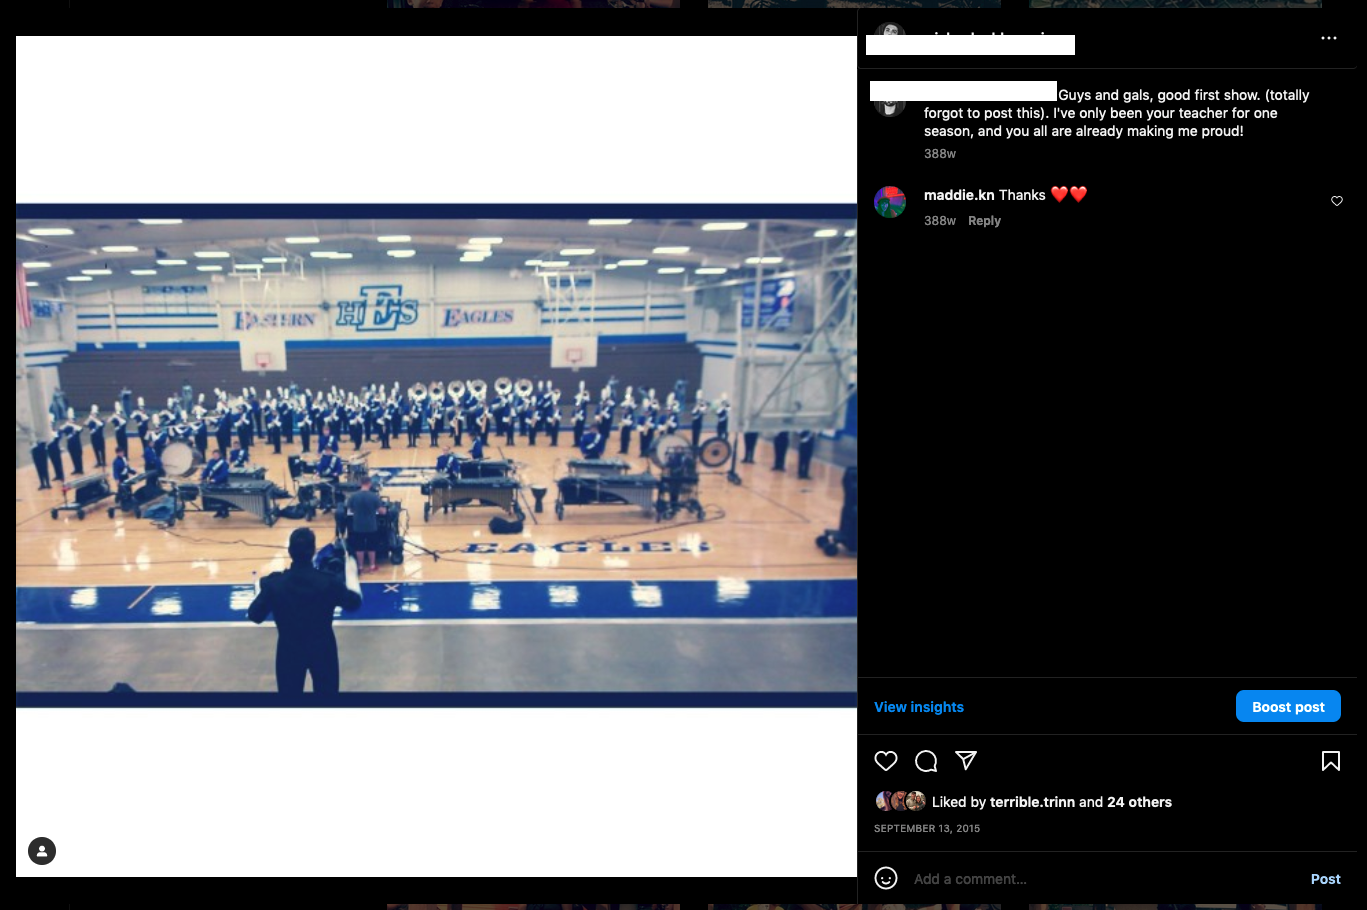 EASTERN
HES
EAGLES
EAGLES
Guys and gals, good first show. (totally
forgot to post this). I've only been your teacher for one
season, and you all are already making me proud!
388w
maddie.kn Thanks ❤️❤️
388w Reply
View insights
Boost post
Liked by terrible.trinn and 24 others
SEPTEMBER 13, 2015
Add a comment...
Post